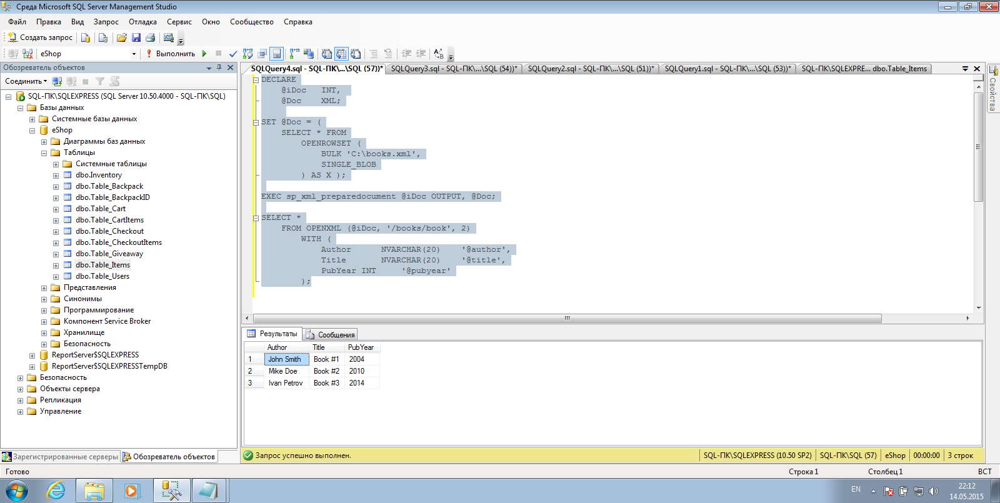 Среда Microsoft SQL Server Management Studio
Файл Правка Вид Запрос Отладка Сервис Окно Сообщество Справка
Создать запрос
eShop Выполнить
Обозреватель объектов
Соединить
SQL-ПК\SQLEXPRESS (SQL Server 10.50.4000 - SQL-ПК\SQL)
Базы данных
Системные базы данных
eShop
Диаграммы баз данных
Таблицы
Системные таблицы
dbo.Inventory
dbo.Table_Backpack
dbo.Table_BackpackID
dbo.Table_Cart
dbo.Table_CartItems
dbo.Table_Checkout
dbo.Table_CheckoutItems
dbo.Table_Giveaway
dbo.Table_Items
dbo.Table_Users
Представления
Синонимы
Программирование
Компонент Service Broker
Хранилище
Безопасность
ReportServer$SQLEXPRESS
ReportServer$SQLEXPRESSTempDB
Безопасность
Объекты сервера
Репликация
Управление
Зарегистрированные серверы Обозреватель объектов
SQLQuery4.sql - SQL-ПК\...\SQL (57))* SQLQuery3.sql - SQL-ПК\...\SQL (54))* SQLQuery2.sql - SQL-ПК\...\SQL (51))* SQLQuery1.sql - SQL-ПК\...\SQL (53))* SQL-ПК\SQLEXPRE... dbo.Table_Items
DECLARE
@iDoc INT,
@Doc XML;
SET @Doc = (
SELECT * FROM
OPENROWSET (
BULK 'C:\books.xml',
SINGLE_BLOB
) AS X );
EXEC sp_xml_preparedocument @iDoc OUTPUT, @Doc;
SELECT *
FROM OPENXML (@iDoc, '/books/book', 2)
WITH (
Author NVARCHAR(20) '@author',
Title NVARCHAR(20) '@title',
PubYear INT '@pubyear'
);
Свойства
Результаты Сообщения
Author Title PubYear
1 John Smith Book #1 2004
2 Mike Doe Book #2 2010
3 Ivan Petrov Book #3 2014
Запрос успешно выполнен. SQL-ПК\SQLEXPRESS (10.50 SP2) SQL-ПК\SQL (57) eShop 00:00:00 3 строк
Готово Строка 1 Столбец 1 ВСТ
EN 22:12
14.05.2015